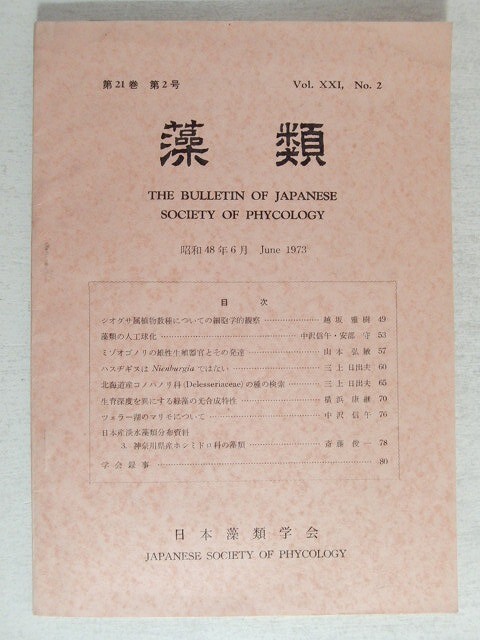 第21巻 第2号 Vol. XXI, No. 2
藻類
THE BULLETIN OF JAPANESE
SOCIETY OF PHYCOLOGY
昭和48年6月 June 1973
目次
シオグサ属植物数種についての細胞学的観察 越坂雅樹 49
藻類の人工球化 中沢信午・安部守 53
ミゾオゴノリの雄性生殖器官とその発達 山本弘敏 57
ハスヂギスは Nienburgia ではない 三上日出夫 60
北海道産コノハノリ科(Delesseriaceae)の種の検索 三上日出夫 65
生育深度を異にする緑藻の光合成特性 横浜康継 70
ツェラー湖のマリモについて 中沢信午 76
日本産淡水藻類分布資料
3. 神奈川県産ホシミドロ科の藻類 斎藤俊一 78
学会録事 80
日本藻類学会
JAPANESE SOCIETY OF PHYCOLOGY